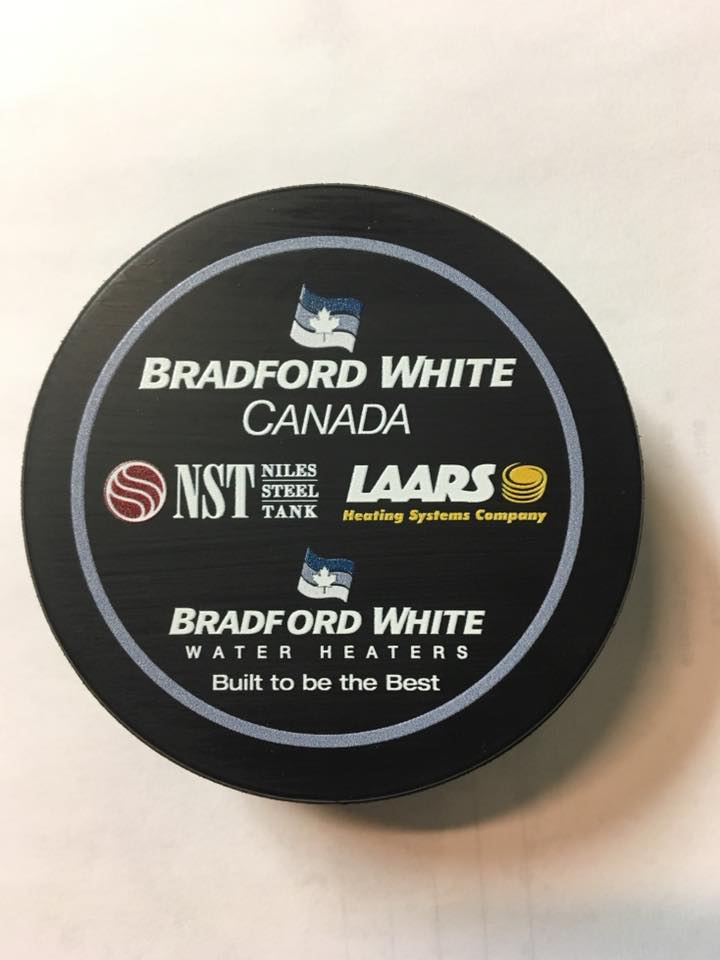 BRADFORD WHITE
CANADA
NST NILES STEEL TANK
LAARS
Heating Systems Company
BRADFORD WHITE
WATER HEATERS
Built to be the Best